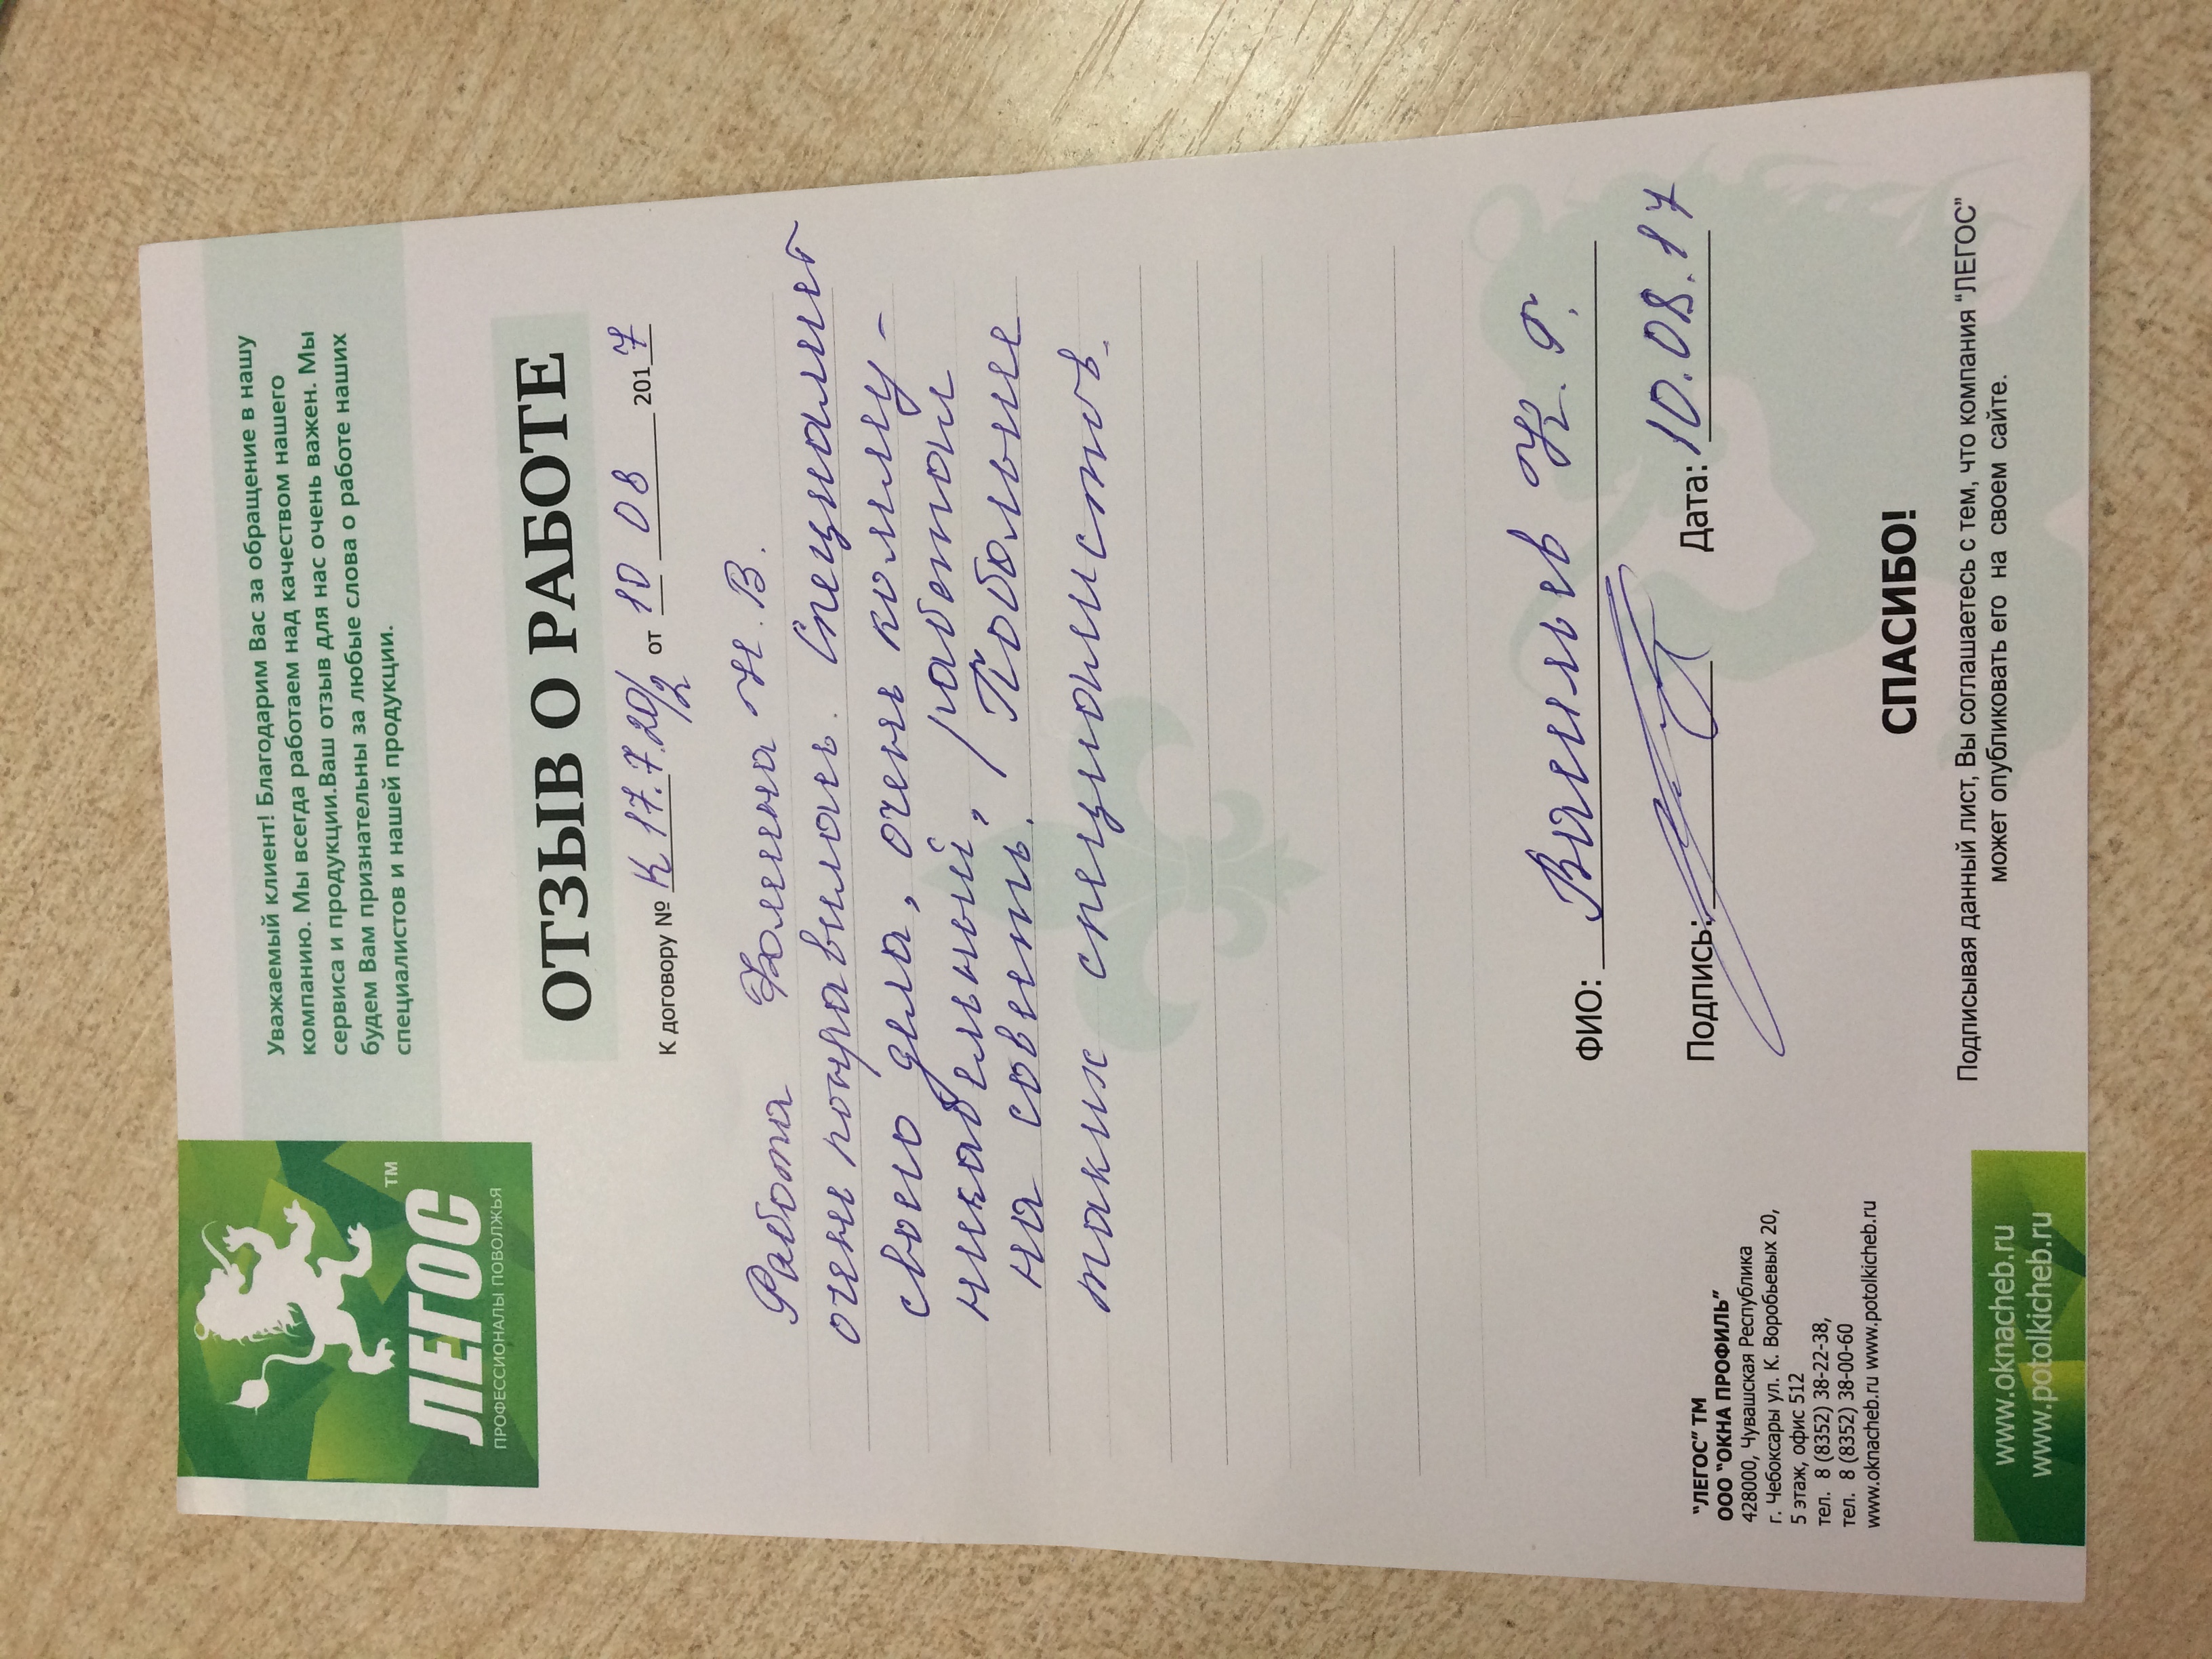 ЛЕГОС
TM
ПРОФЕССИОНАЛЫ ПОВОЛЖЬЯ
Уважаемый клиент! Благодарим Вас за обращение в нашу
компанию. Мы всегда работаем над качеством нашего
сервиса и продукции.Ваш отзыв для нас очень важен. Мы
будем Вам признательны за любые слова о работе наших
специалистов и нашей продукции.
ОТЗЫВ О РАБОТЕ
К договору № К 17.7.20/2 от 10 08 2017
Работа Фомина Н. В.
очень понравилась. Специалист
своего дела, очень комму-
никабельный, работал
на совесть. Побольше
таких специалистов.
ФИО: Васильев Н. Г.
Подпись:
Дата: 10.08.17
"ЛЕГОС" ТМ
ООО "ОКНА ПРОФИЛЬ"
428000, Чувашская Республика
г. Чебоксары ул. К. Воробьевых 20,
5 этаж, офис 512
тел. 8 (8352) 38-22-38,
тел. 8 (8352) 38-00-60
www.oknacheb.ru www.potolkicheb.ru
СПАСИБО!
Подписывая данный лист, Вы соглашаетесь с тем, что компания "ЛЕГОС"
может опубликовать его на своем сайте.
www.oknacheb.ru
www.potolkicheb.ru